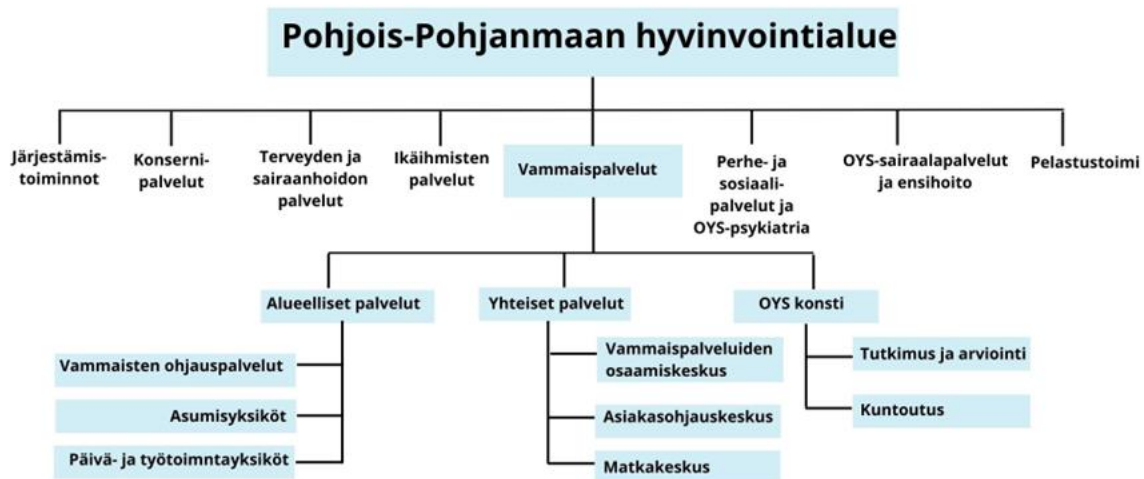 Pohjois-Pohjanmaan hyvinvointialue
Järjestämis-
toiminnot
Konserni-
palvelut
Terveyden ja
sairaanhoidon
palvelut
Ikäihmisten
palvelut
Vammaispalvelut
Perhe- ja
sosiaali-
palvelut ja
OYS-psykiatria
OYS-sairaalapalvelut
ja ensihoito
Pelastustoimi
Alueelliset palvelut
Yhteiset palvelut
OYS konsti
Vammaisten ohjauspalvelut
Asumisyksiköt
Päivä- ja työtoimntayksiköt
Vammaispalveluiden
osaamiskeskus
Asiakasohjauskeskus
Matkakeskus
Tutkimus ja arviointi
Kuntoutus